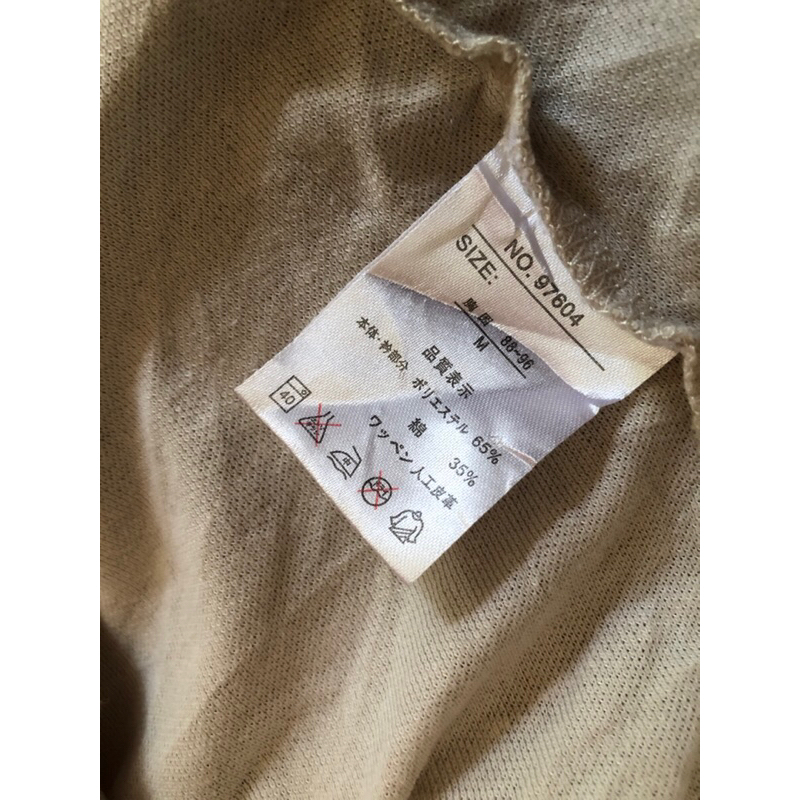 NO. 97604
SIZE:
胸囲 88~96
M
品質表示
本体・衿部分 ポリエステル 65%
綿 35%
ワッペン 人工皮革
40
中